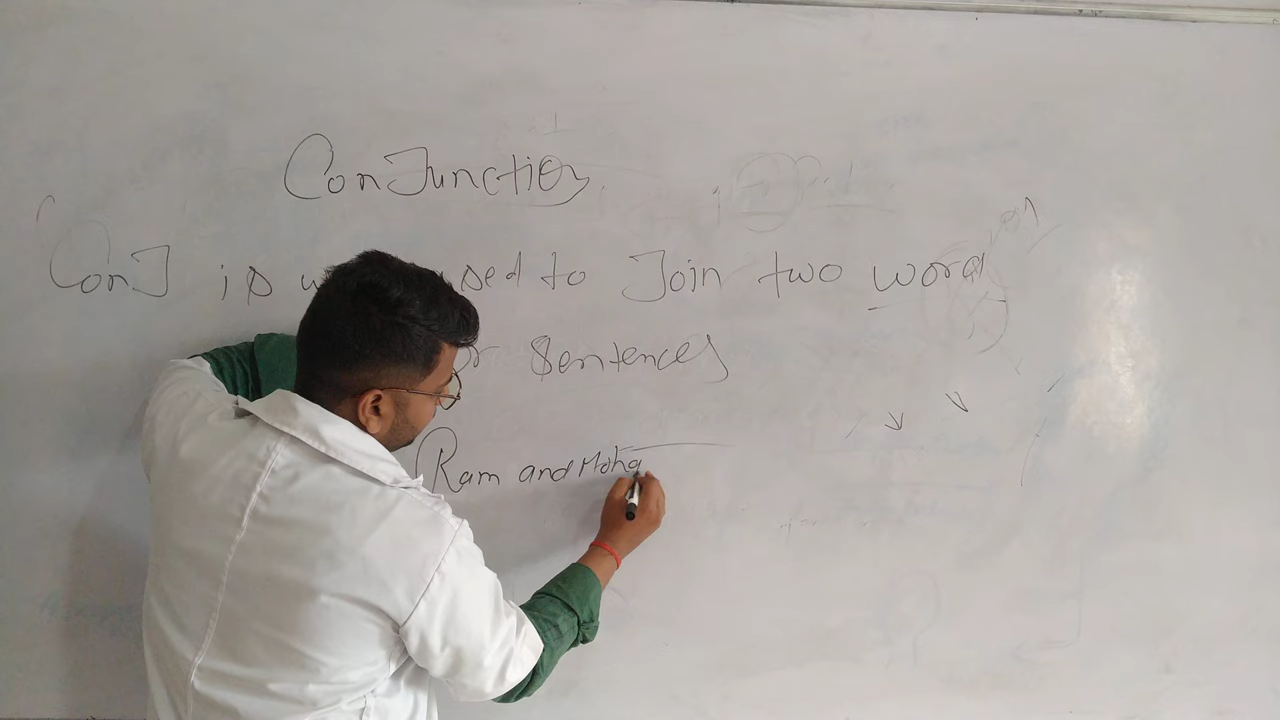 Conjunction
Conj is used to Join two word
or Sentences
Ram and Moha